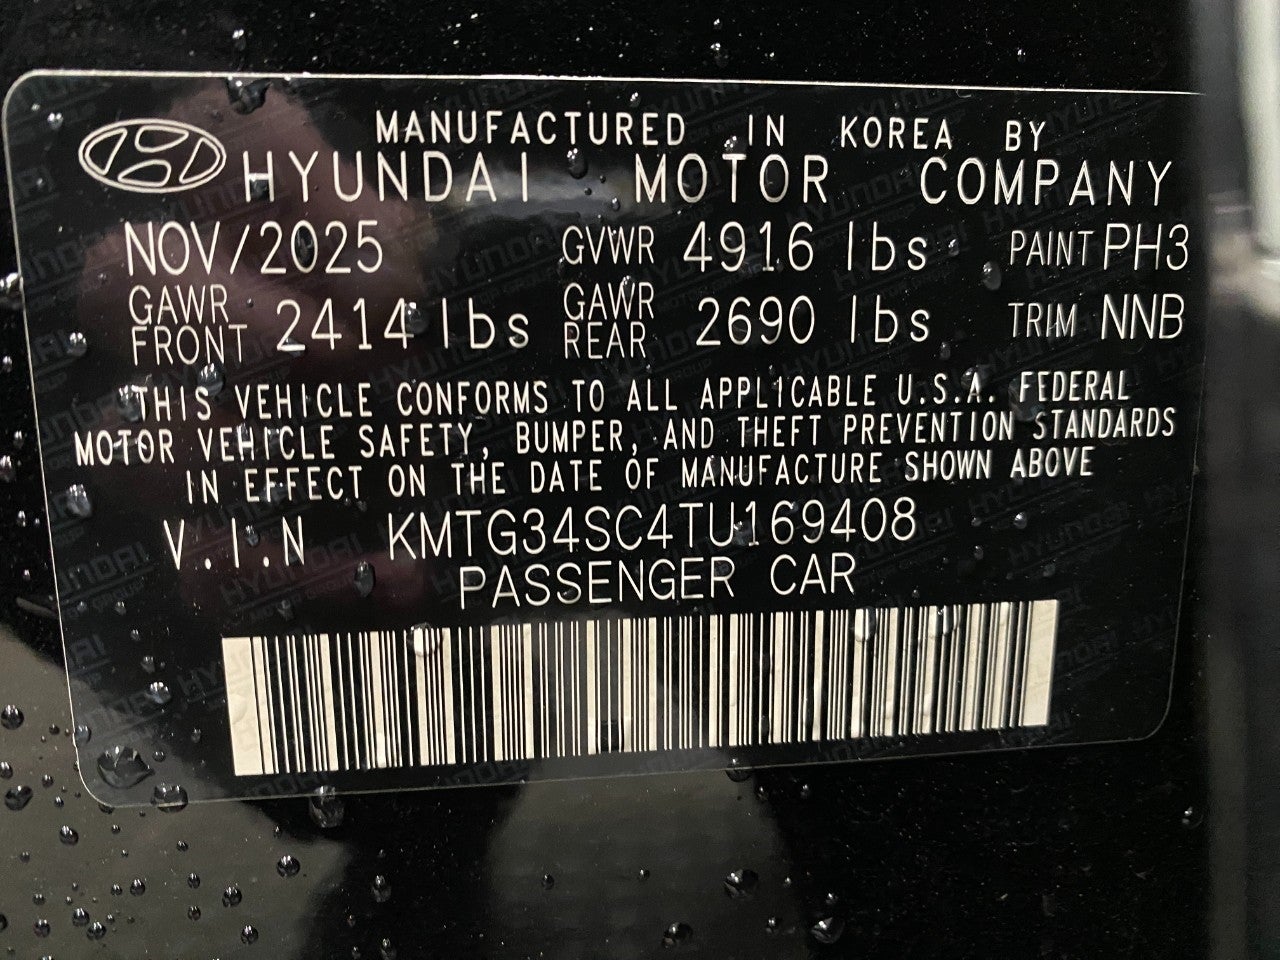 MANUFACTURED IN KOREA BY
HYUNDAI MOTOR COMPANY
NOV/2025 GVWR 4916 lbs PAINT PH3
GAWR FRONT 2414 lbs GAWR REAR 2690 lbs TRIM NNB
THIS VEHICLE CONFORMS TO ALL APPLICABLE U.S.A. FEDERAL
MOTOR VEHICLE SAFETY, BUMPER, AND THEFT PREVENTION STANDARDS
IN EFFECT ON THE DATE OF MANUFACTURE SHOWN ABOVE
V.I.N KMTG34SC4TU169408
PASSENGER CAR